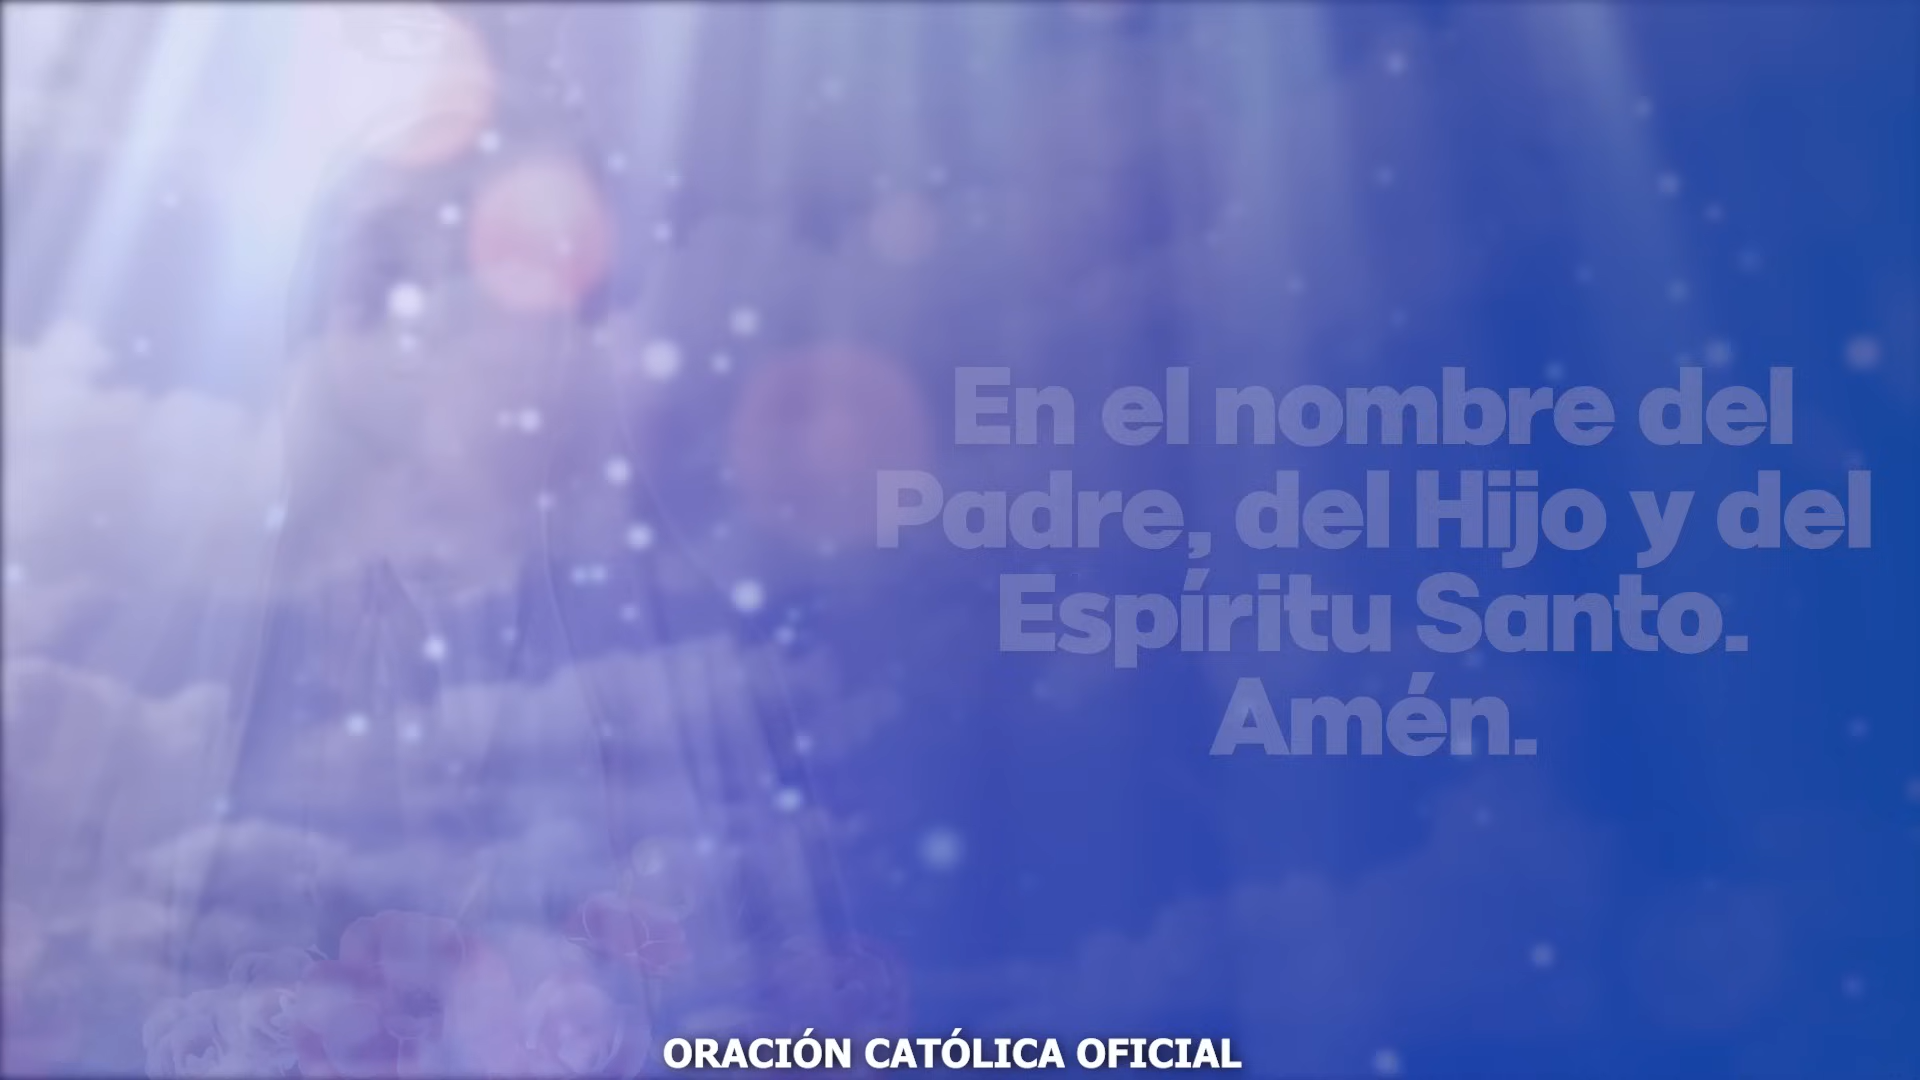 En el nombre del
Padre, del Hijo y del
Espíritu Santo.
Amén.
ORACIÓN CATÓLICA OFICIAL